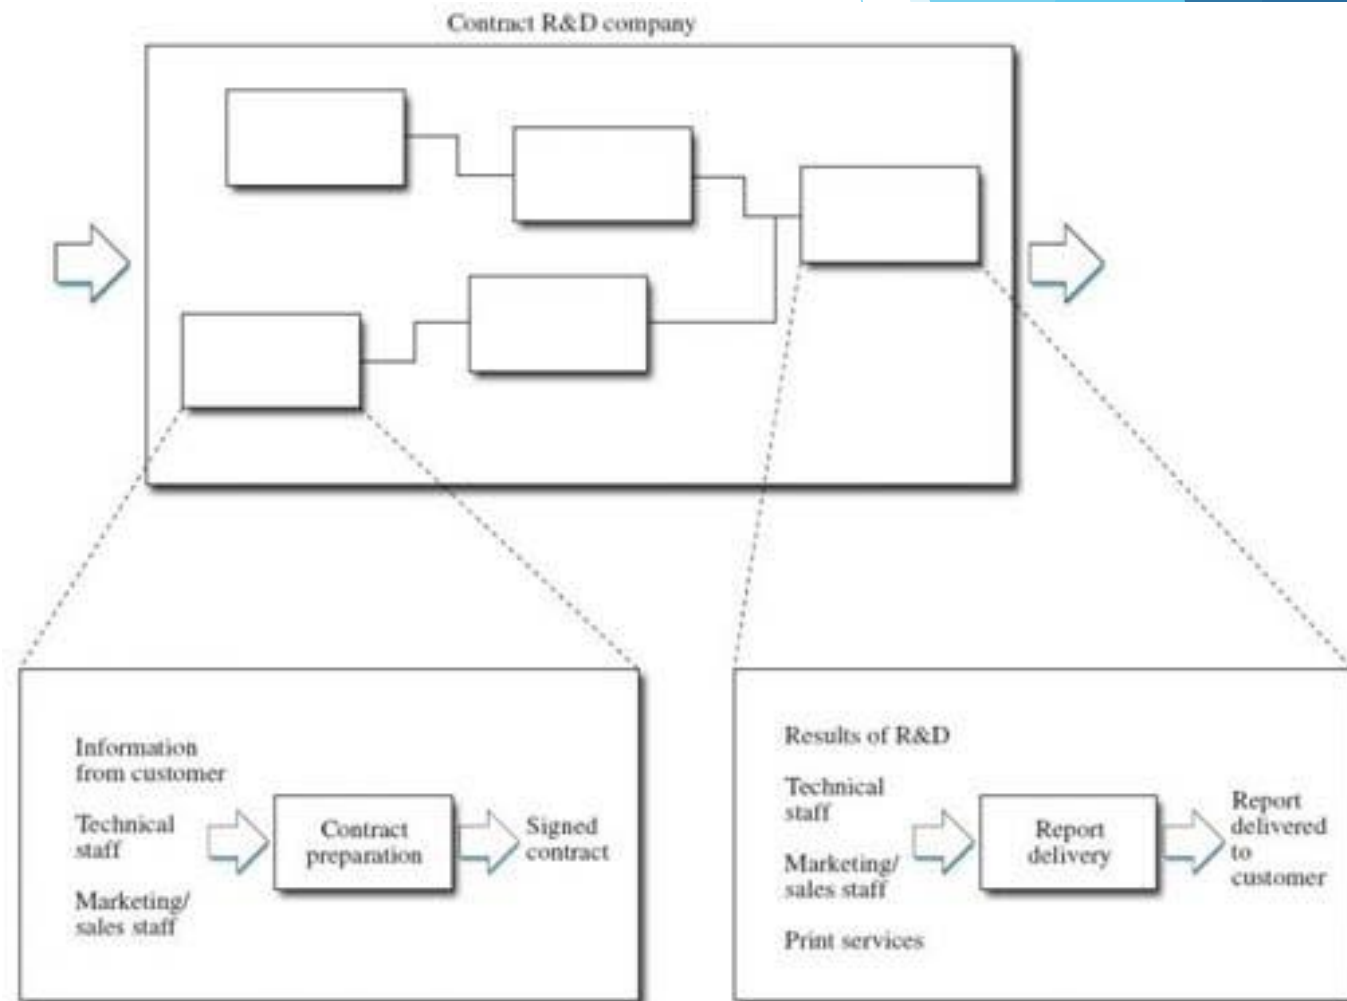 Contract R&D company
Information
from customer
Technical
staff
Marketing/
sales staff
Contract
preparation
Signed
contract
Results of R&D
Technical
staff
Marketing/
sales staff
Print services
Report
delivery
Report
delivered
to
customer